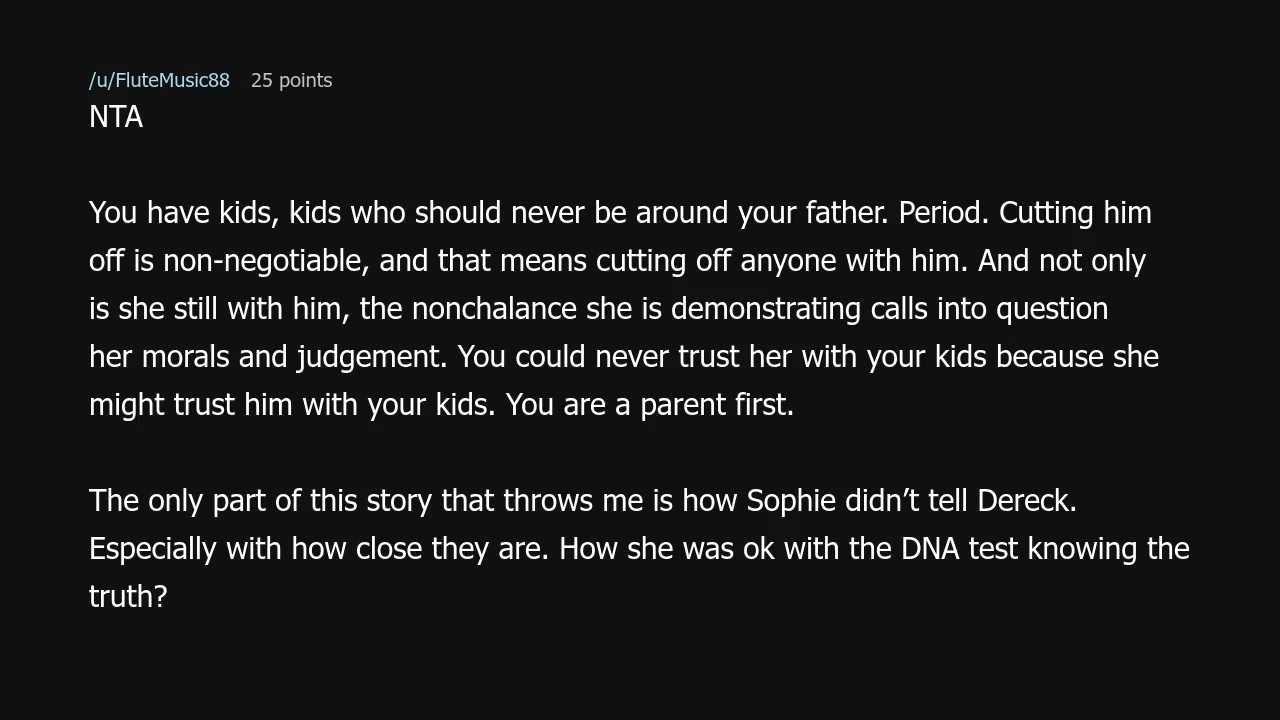 /u/FluteMusic88 25 points
NTA
You have kids, kids who should never be around your father. Period. Cutting him
off is non-negotiable, and that means cutting off anyone with him. And not only
is she still with him, the nonchalance she is demonstrating calls into question
her morals and judgement. You could never trust her with your kids because she
might trust him with your kids. You are a parent first.
The only part of this story that throws me is how Sophie didn’t tell Dereck.
Especially with how close they are. How she was ok with the DNA test knowing the
truth?